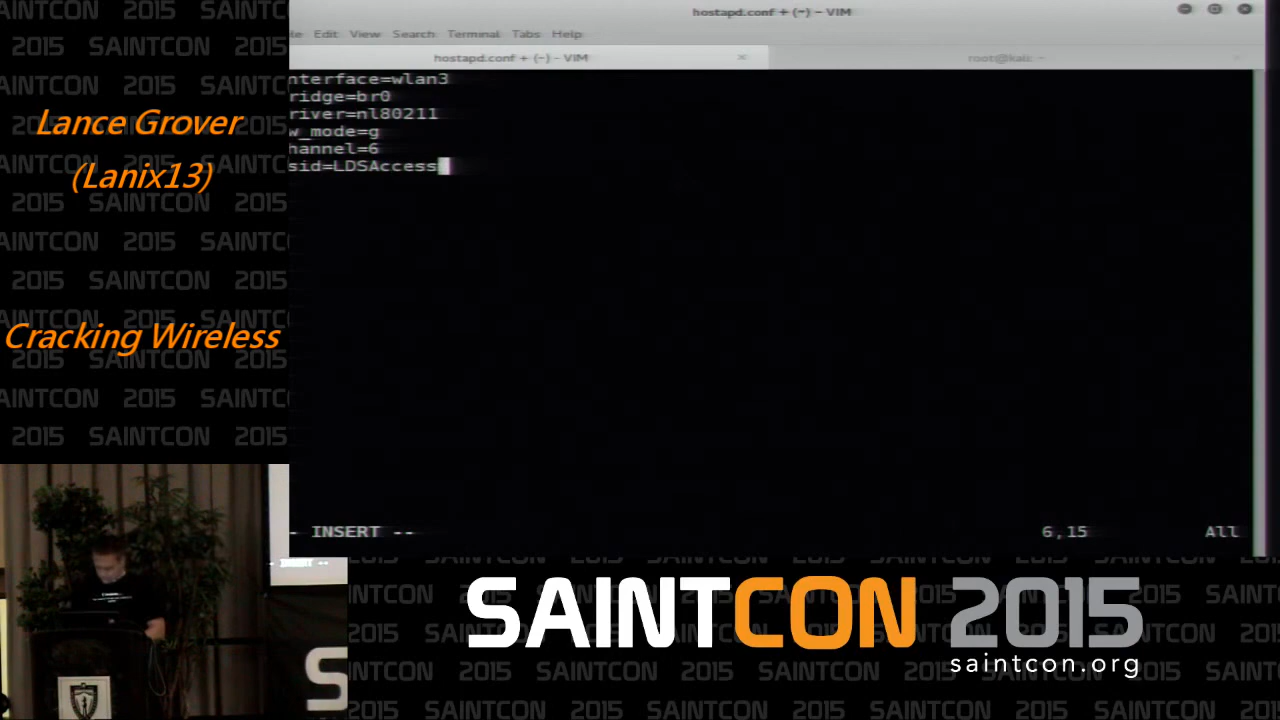 Lance Grover
(Lanix13)
Cracking Wireless
hostapd.conf + (~) - VIM
le Edit View Search Terminal Tabs Help
hostapd.conf + (~) - VIM
root@kali: ~
nterface=wlan3
ridge=br0
river=nl80211
w_mode=g
hannel=6
sid=LDSAccess
- INSERT --
6,15
All
- INSERT --
S
SAINTCON 2015
saintcon.org